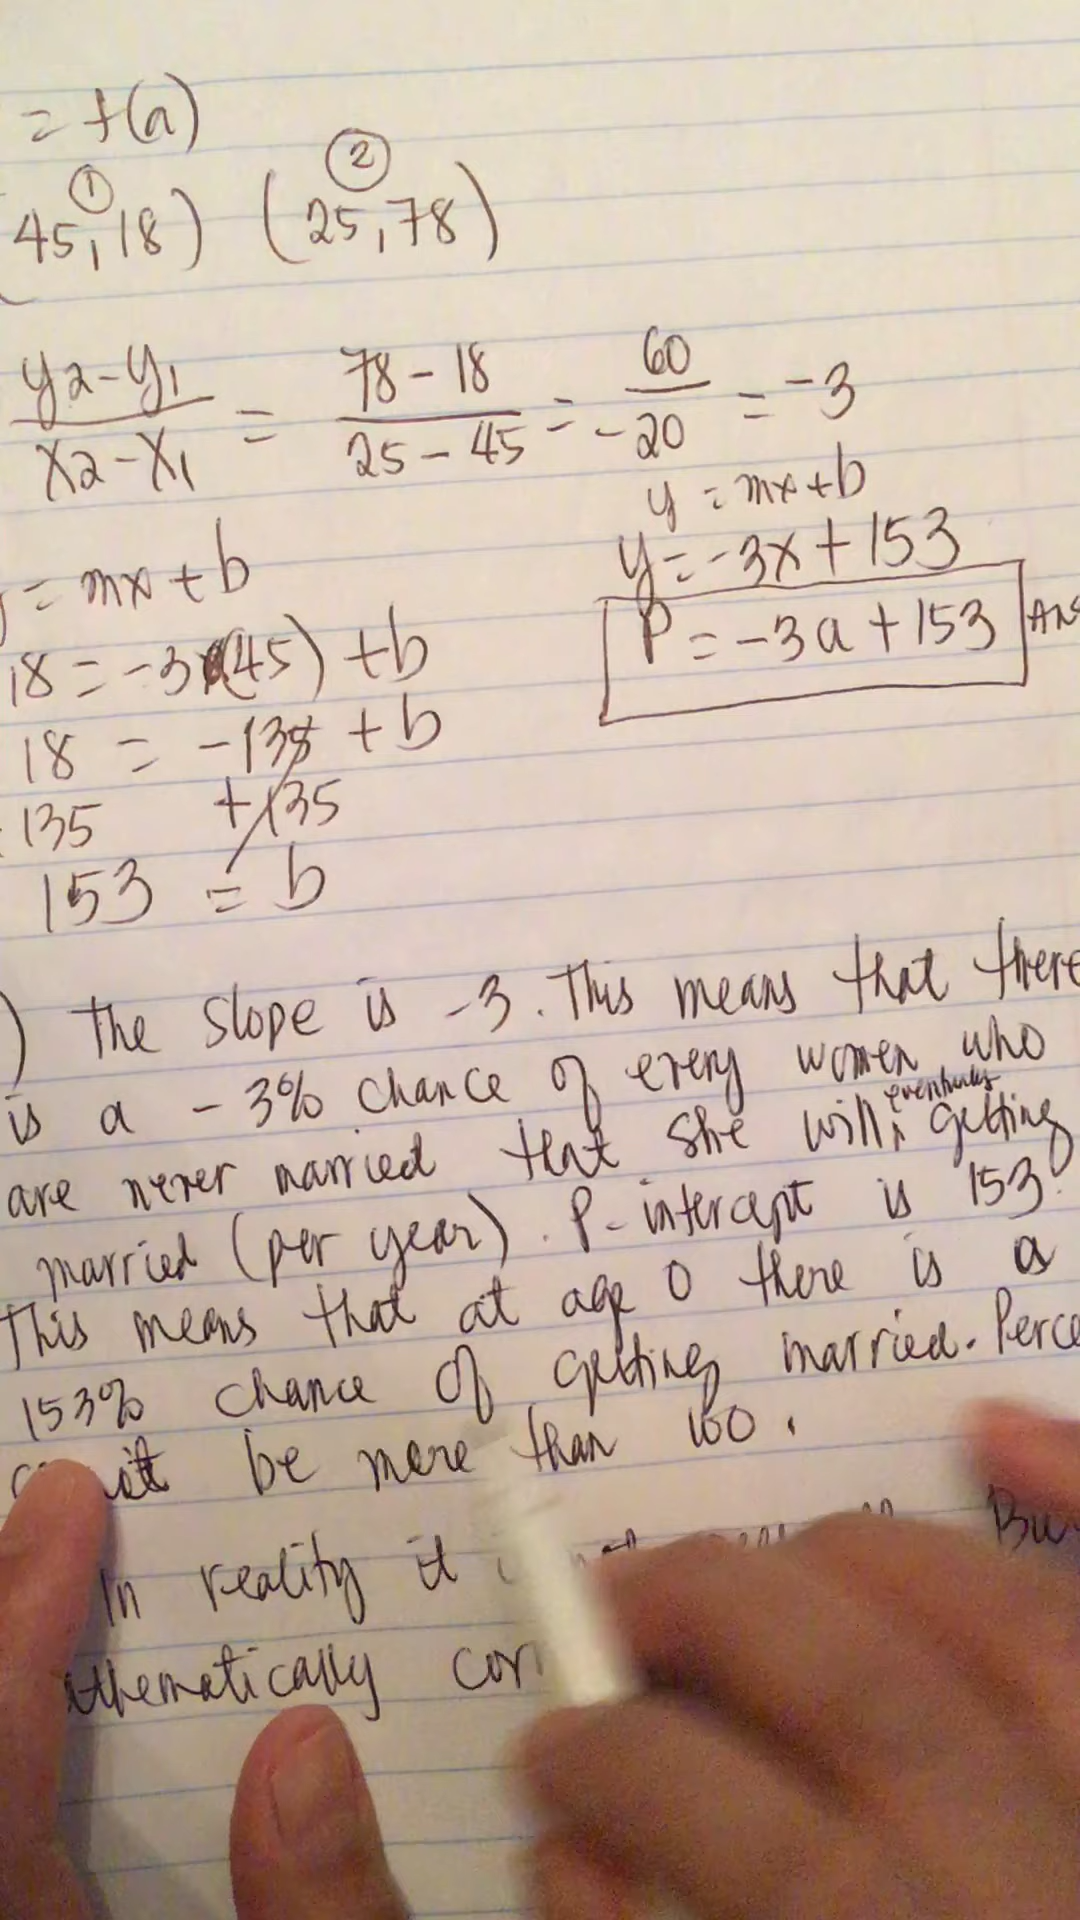 = f(a)
① ②
45, 18) (25, 78)
y2-y1 / x2-x1 = 78-18 / 25-45 = 60 / -20 = -3
y = mx+b
= mx+b
y = -3x+153
P = -3a+153
18 = -3(45) +b
18 = -135 +b
135 +135
153 = b
) The slope is -3. This means that there
is a -3% chance of every women who
are never married that she will eventually getting
married (per year). P-intercept is 153.
This means that at age 0 there is a
153% chance of getting married.
be more than 100.
In reality it